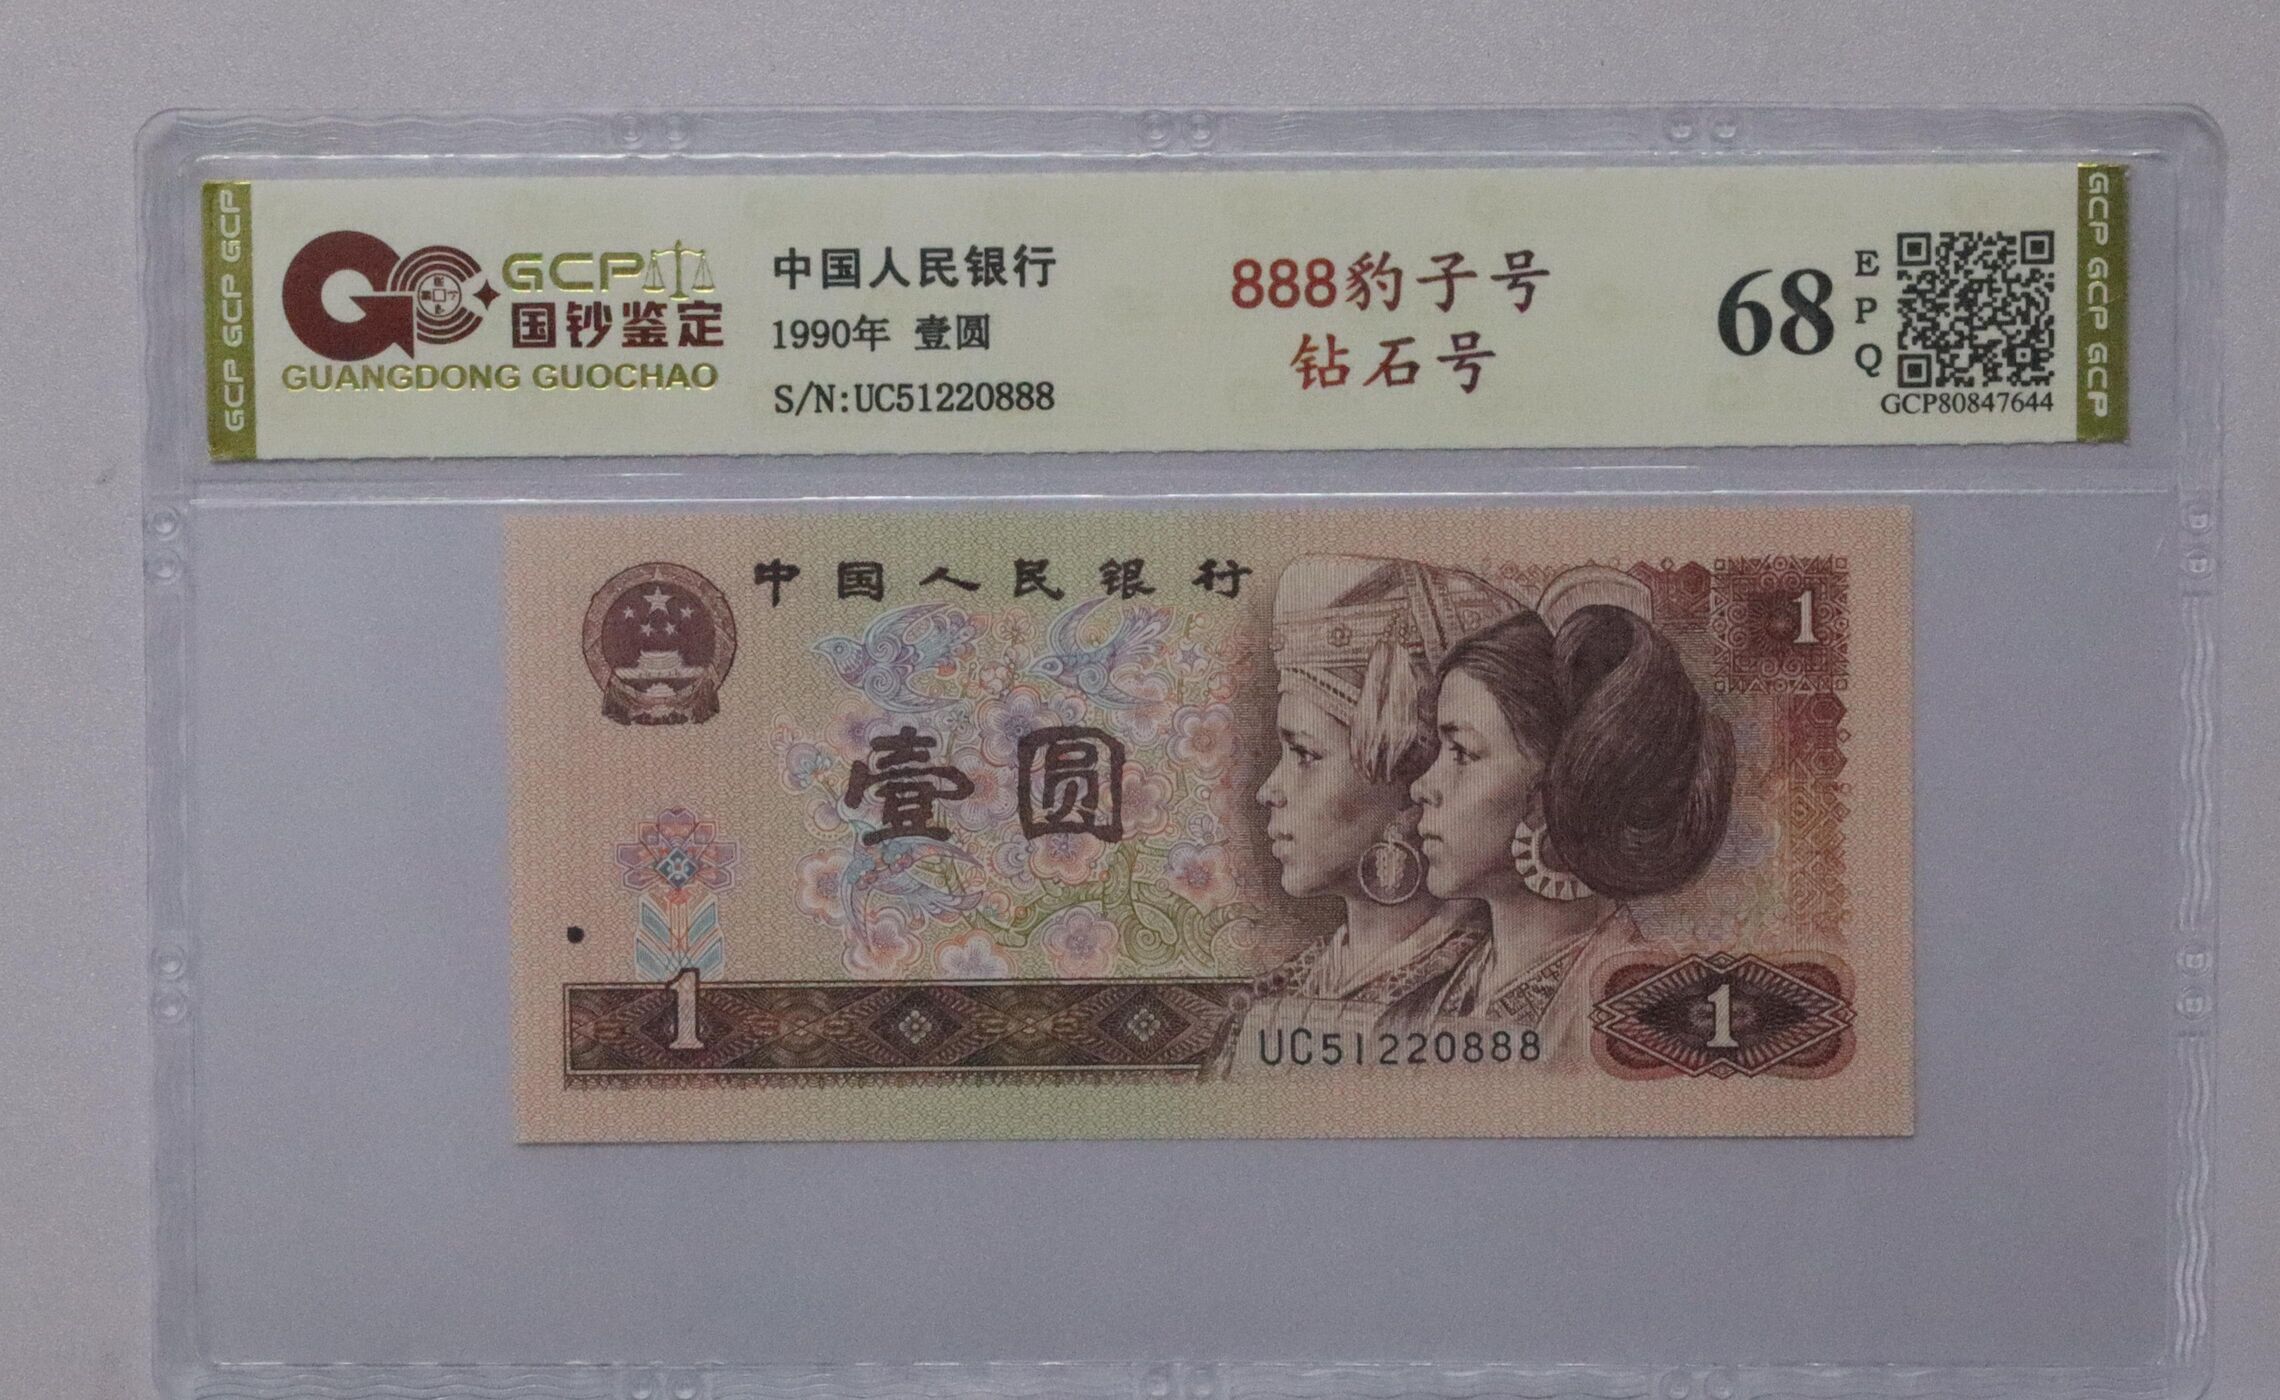 GCP GCP GCP
GCP
国钞鉴定
GUANGDONG GUOCHAO
中国人民银行
1990年 壹圆
S/N:UC51220888
888豹子号
钻石号
68
EPQ
GCP80847644
GCP GCP GCP
中国人民银行
1
壹圆
1
UC51220888
1